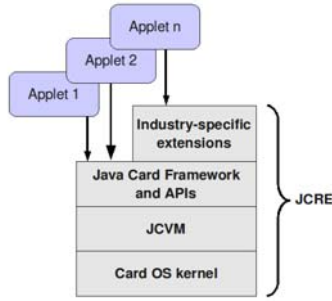 Applet n
Applet 2
Applet 1
Industry-specific
extensions
Java Card Framework
and APIs
JCRE
JCVM
Card OS kernel